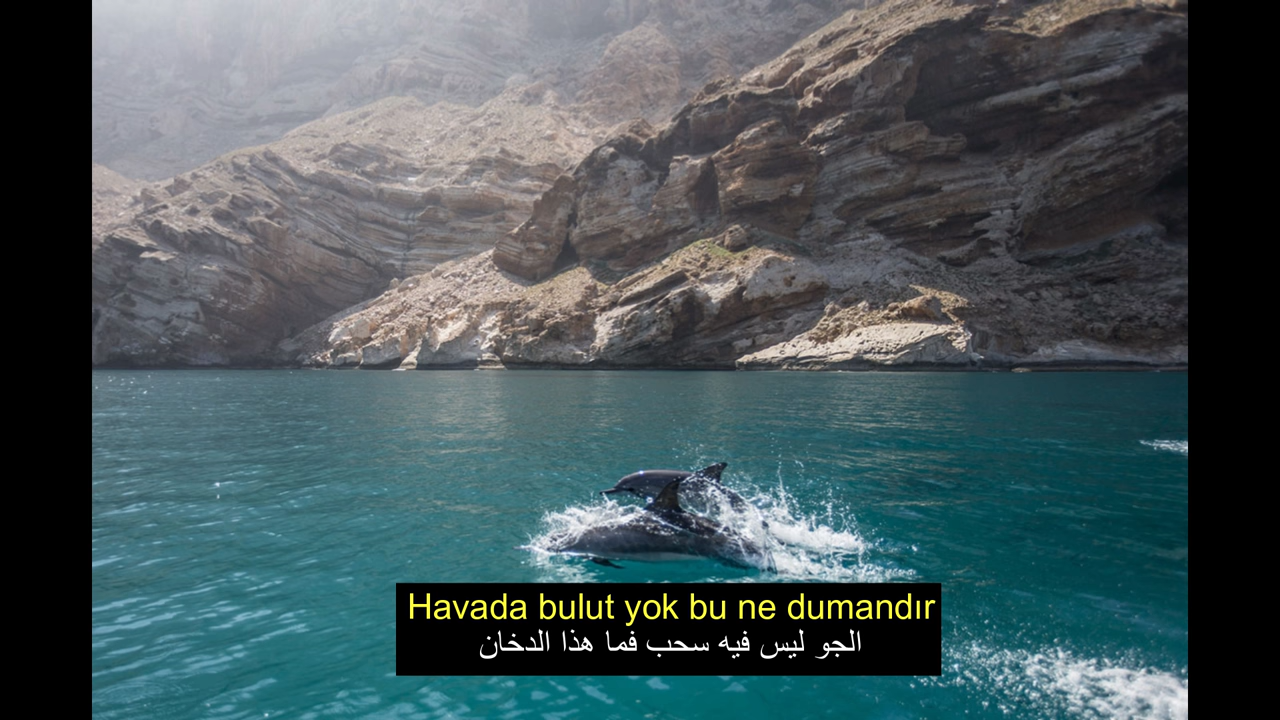 Havada bulut yok bu ne dumandır
الجو ليس فيه سحب فما هذا الدخان